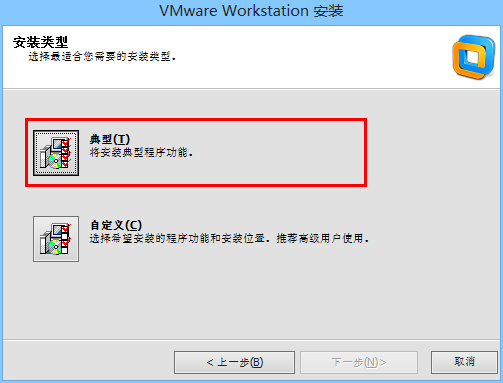 VMware Workstation 安装
安装类型
选择最适合您需要的安装类型。
典型(T)
将安装典型程序功能。
自定义(C)
选择希望安装的程序功能和安装位置。推荐高级用户使用。
< 上一步(B)
下一步(N) >
取消